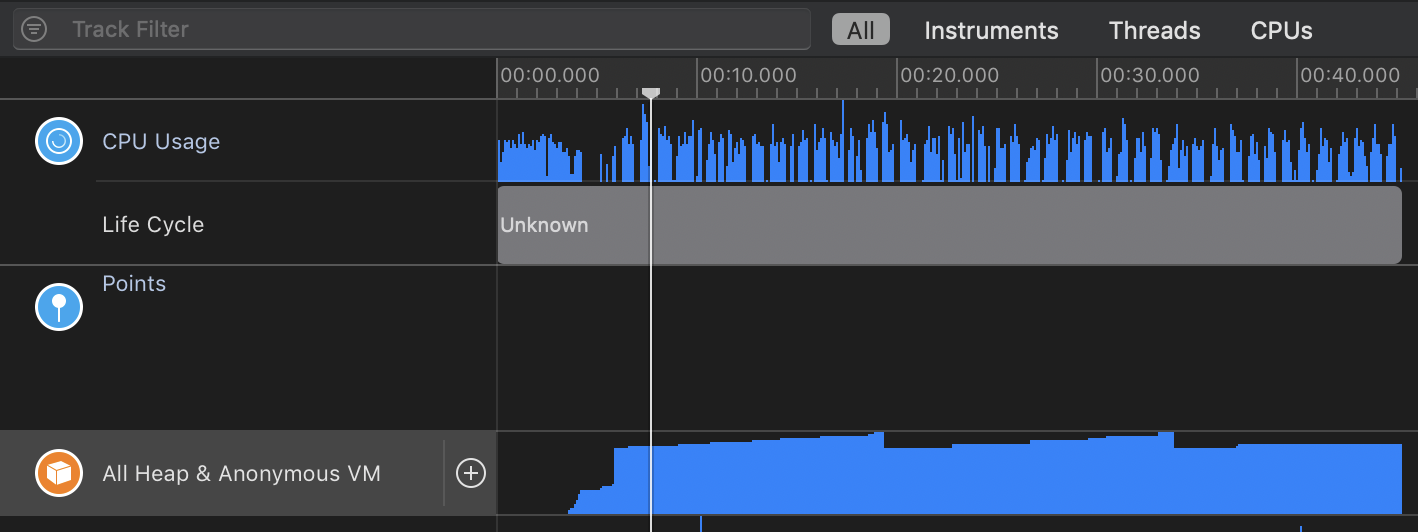 Track Filter All Instruments Threads CPUs
00:00.000 00:10.000 00:20.000 00:30.000 00:40.000
CPU Usage
Life Cycle Unknown
Points
All Heap & Anonymous VM